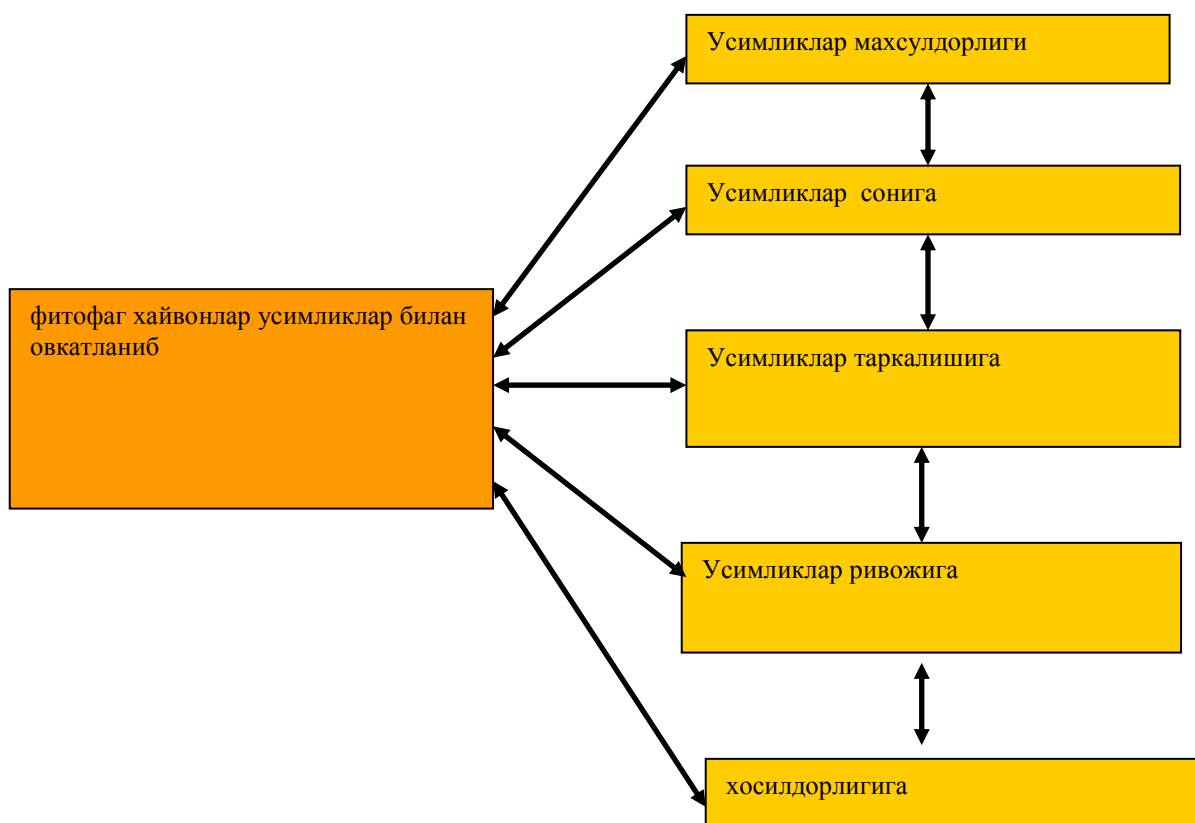 Усимликлар махсулдорлиги
Усимликлар сонига
фитофаг хайвонлар усимликлар билан
овкатланиб
Усимликлар таркалишига
Усимликлар ривожига
хосилдорлигига